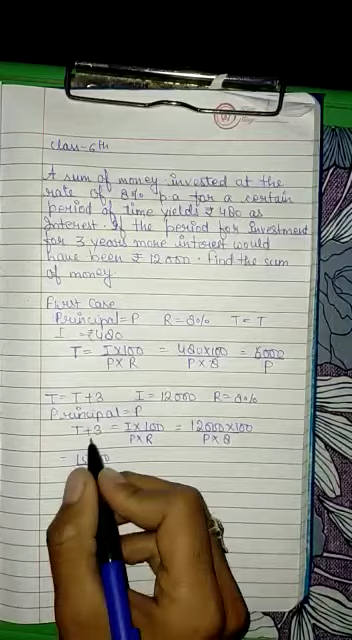 Class-6th
A sum of money invested at the
rate of 8% p.a for a certain
period of time yields ₹ 480 as
Interest. If the period for Investment
for 3 years more interest would
have been ₹ 12000. Find the sum
of money.
First Case
Principal = P R = 8% T = T
I = ₹480
T = I×100 / P×R = 480×100 / P×8 = 6000 / P
T = T+3 I = 12000 R = 8%
Principal = P
T+3 = I×100 / P×R = 12000×100 / P×8
=